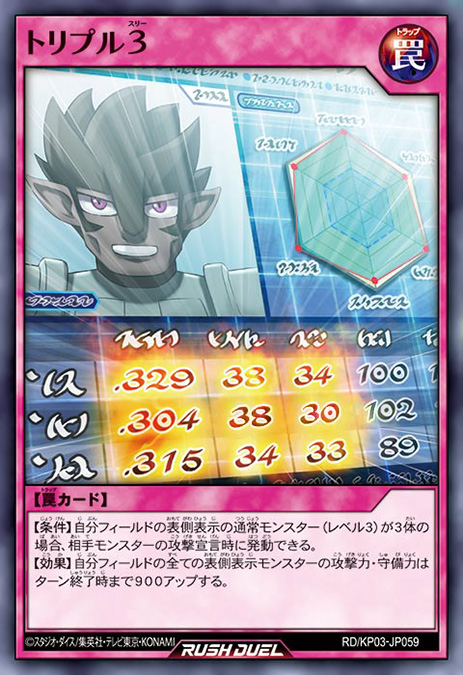 トリプル3
スリー
トラップ
罠
.329 38 34 100
.304 38 30 102
.315 34 33 89
【罠カード】
【条件】自分フィールドの表側表示の通常モンスター(レベル3)が3体の
場合、相手モンスターの攻撃宣言時に発動できる。
【効果】自分フィールドの全ての表側表示モンスターの攻撃力・守備力は
ターン終了時まで900アップする。
©スタジオ・ダイス/集英社・テレビ東京・KONAMI
RUSH DUEL
RD/KP03-JP059